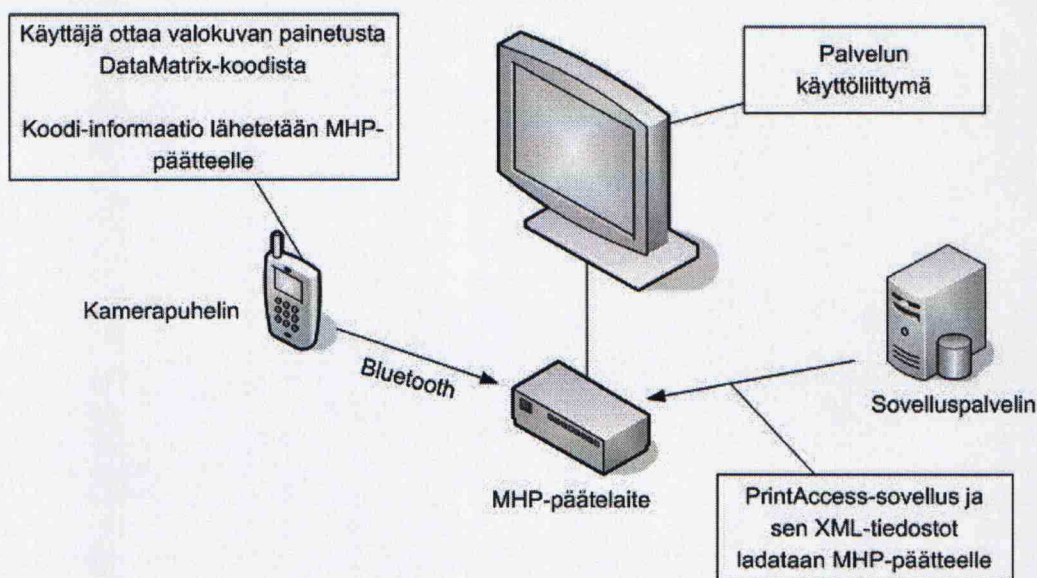 Käyttäjä ottaa valokuvan painetusta
DataMatrix-koodista
Koodi-informaatio lähetetään MHP-
päätteelle
Palvelun
käyttöliittymä
Kamerapuhelin
Bluetooth
Sovelluspalvelin
MHP-päätelaite
PrintAccess-sovellus ja
sen XML-tiedostot
ladataan MHP-päätteelle